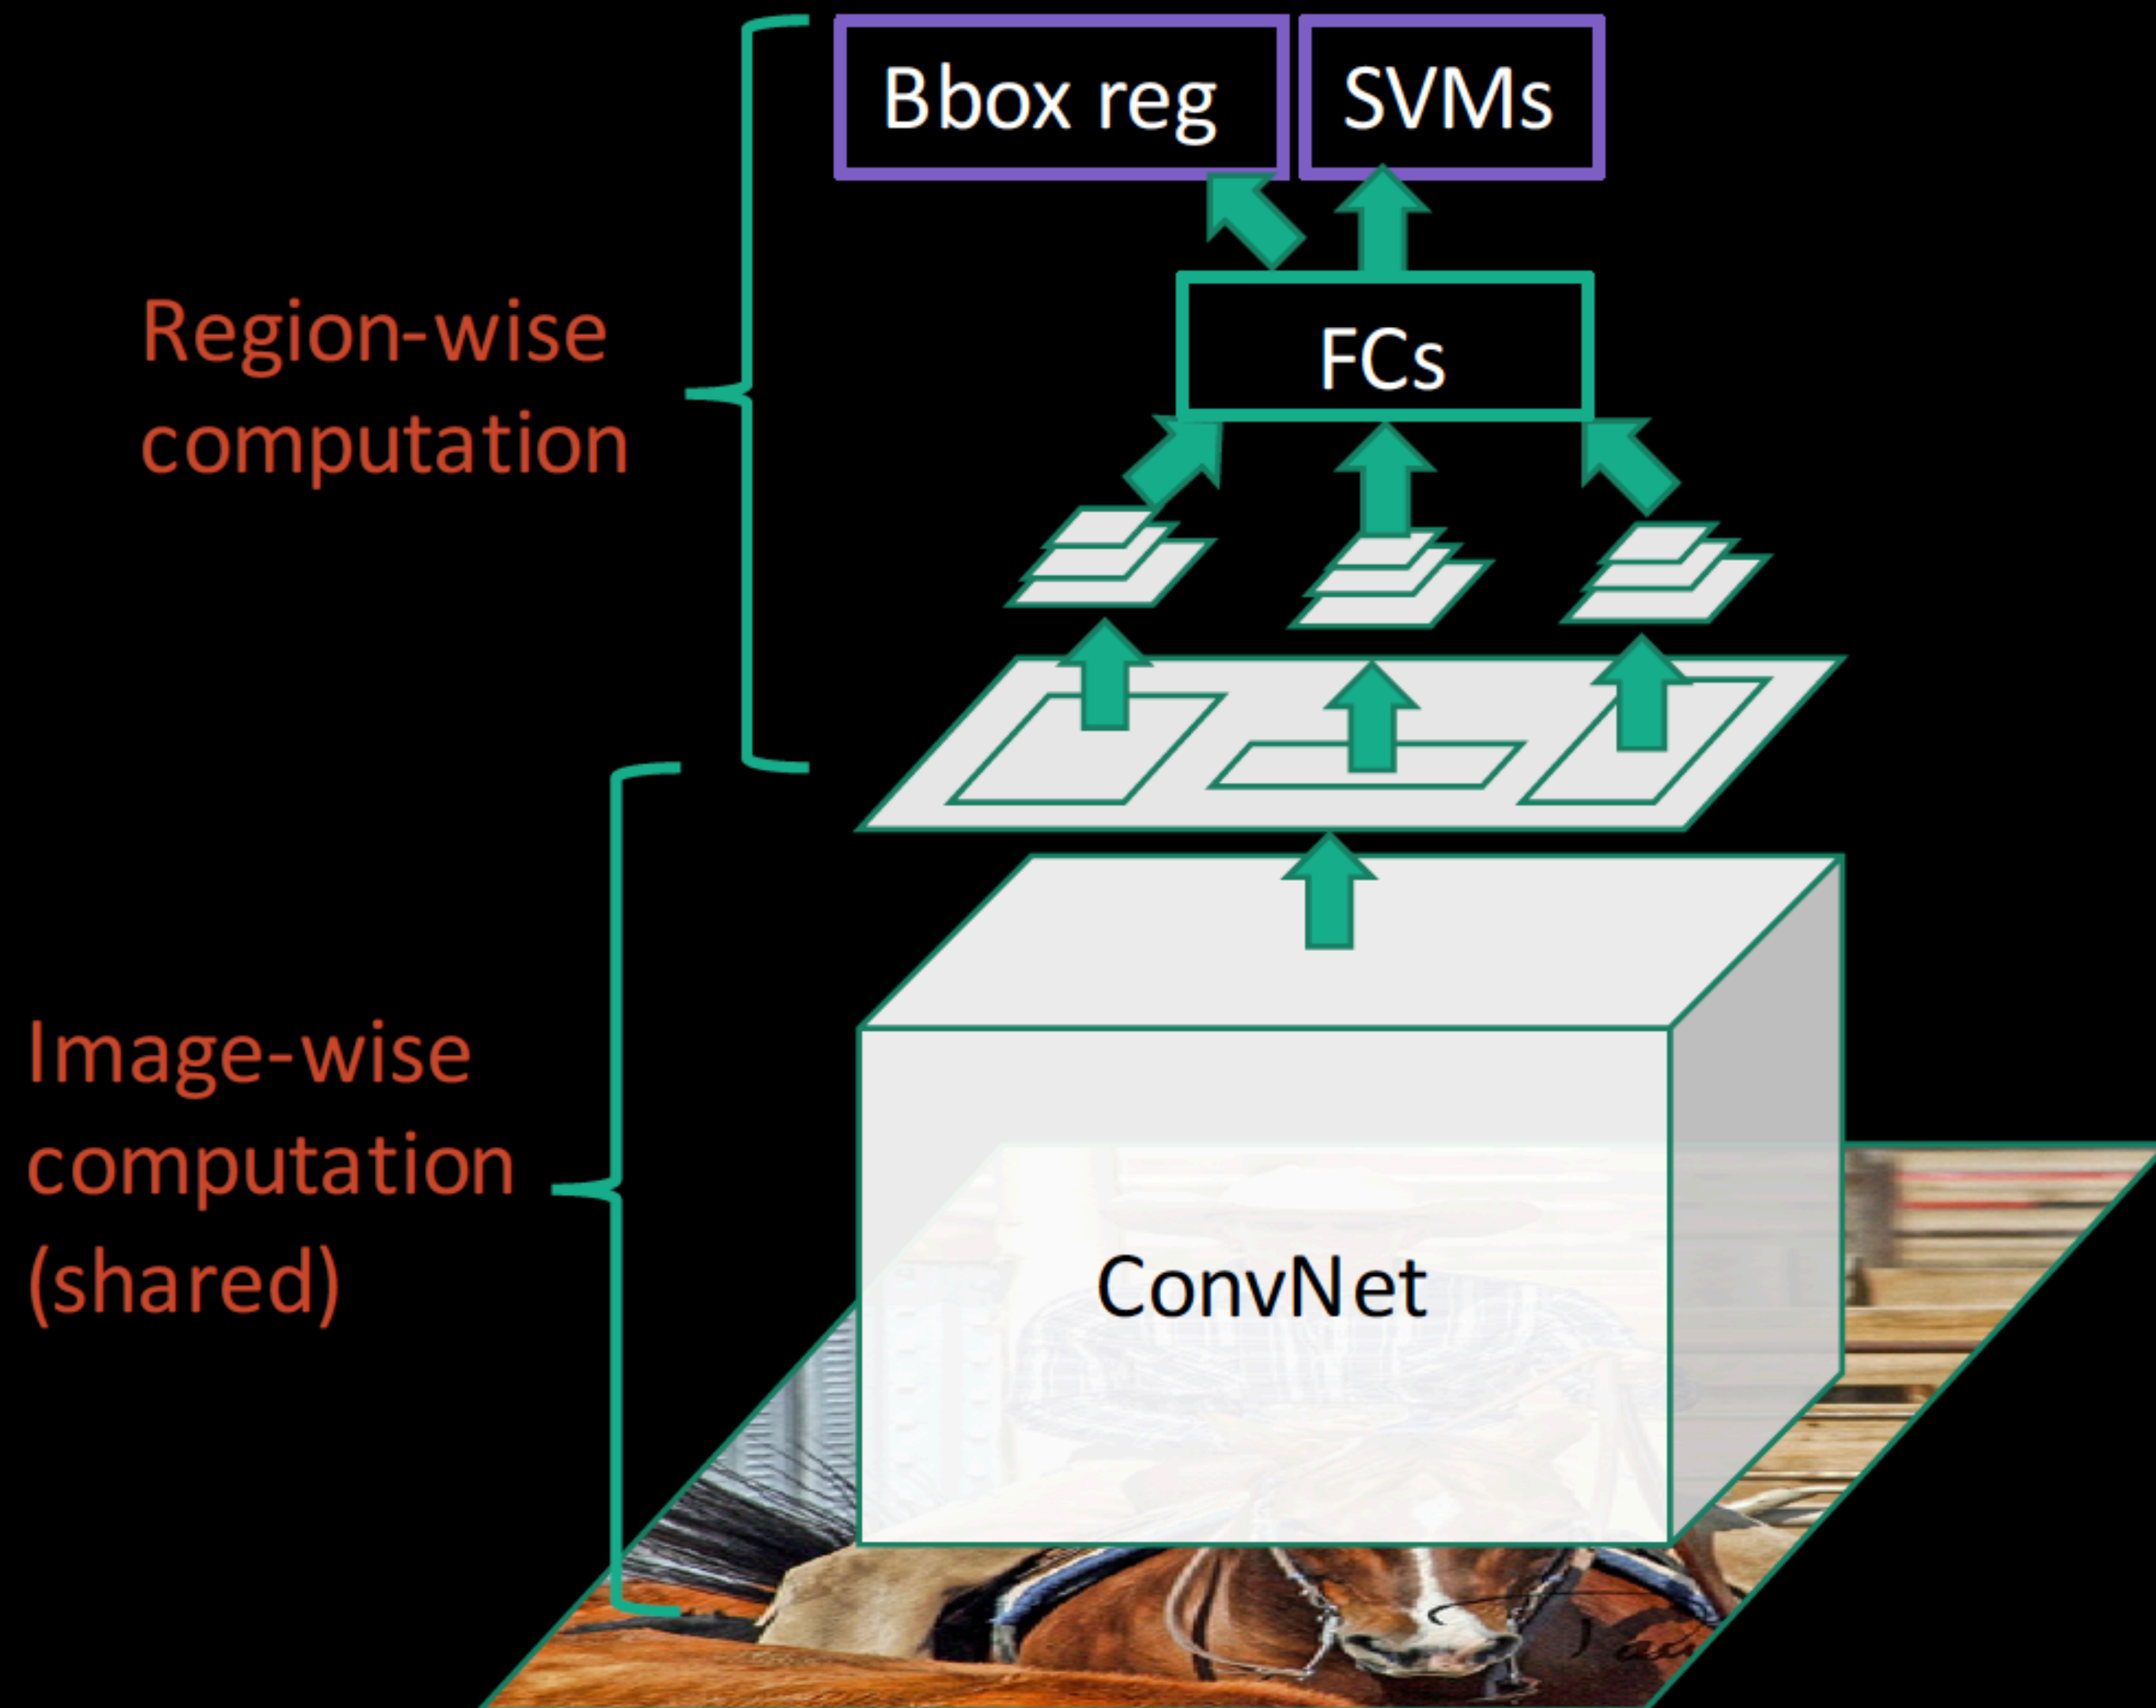 Bbox reg
SVMs
Region-wise
computation
FCs
Image-wise
computation
(shared)
ConvNet